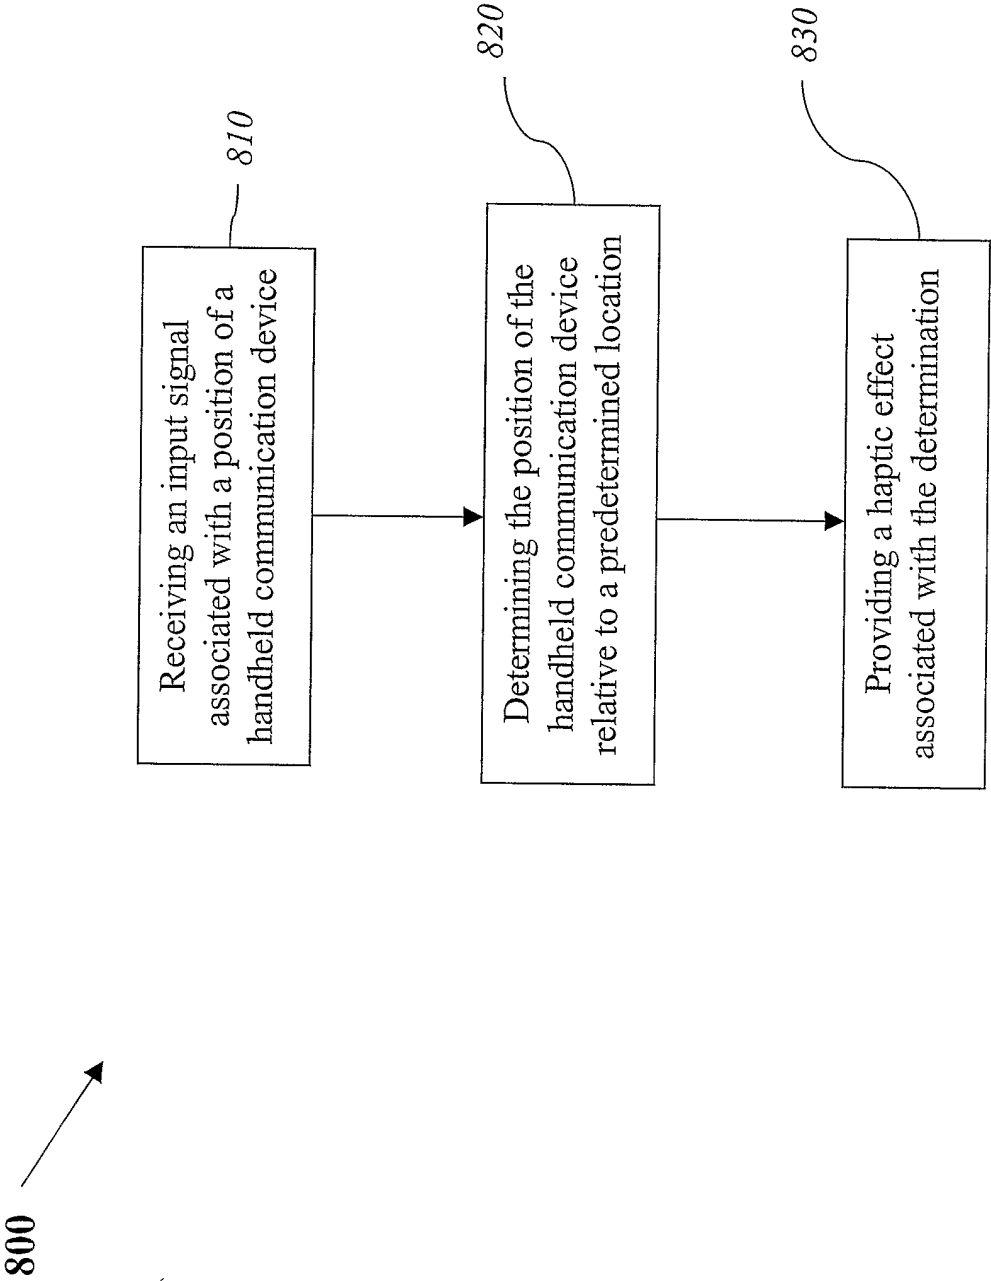 800
Receiving an input signal
associated with a position of a
handheld communication device
810
Determining the position of the
handheld communication device
relative to a predetermined location
820
Providing a haptic effect
associated with the determination
830